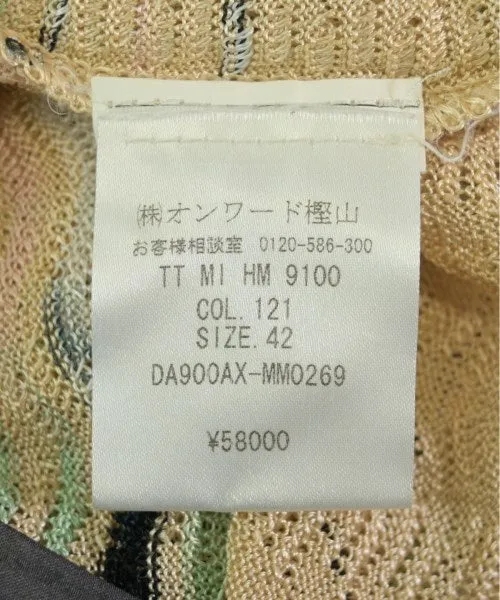 ㈱オンワード樫山
お客様相談室 0120-586-300
TT MI HM 9100
COL.121
SIZE.42
DA900AX-MM0269
¥58000